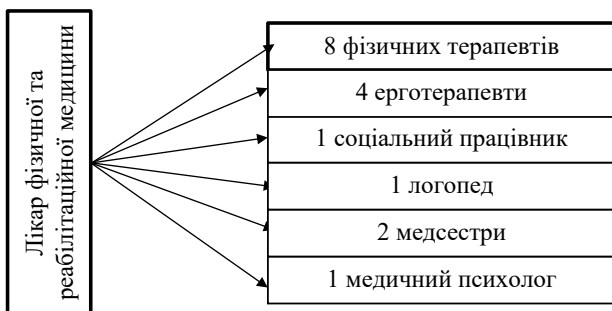 Лікар фізичної та
реабілітаційної медицини
8 фізичних терапевтів
4 ерготерапевти
1 соціальний працівник
1 логопед
2 медсестри
1 медичний психолог